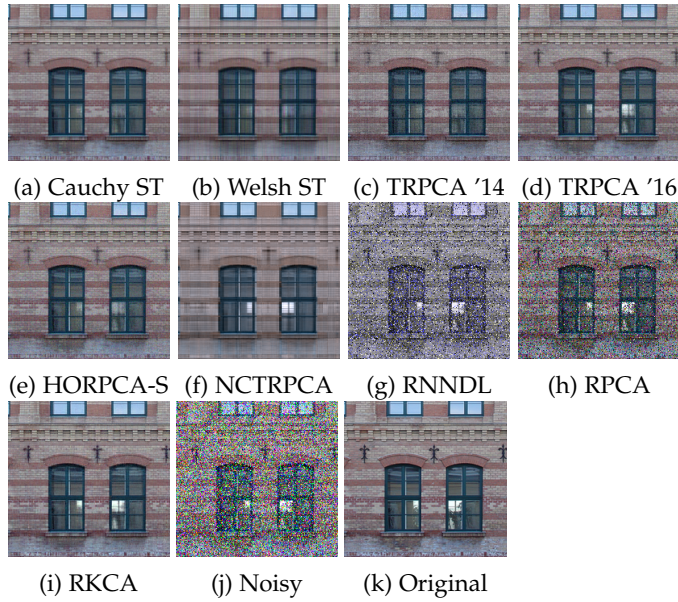 (a) Cauchy ST (b) Welsh ST (c) TRPCA '14 (d) TRPCA '16
(e) HORPCA-S (f) NCTRPCA (g) RNNDL (h) RPCA
(i) RKCA (j) Noisy (k) Original